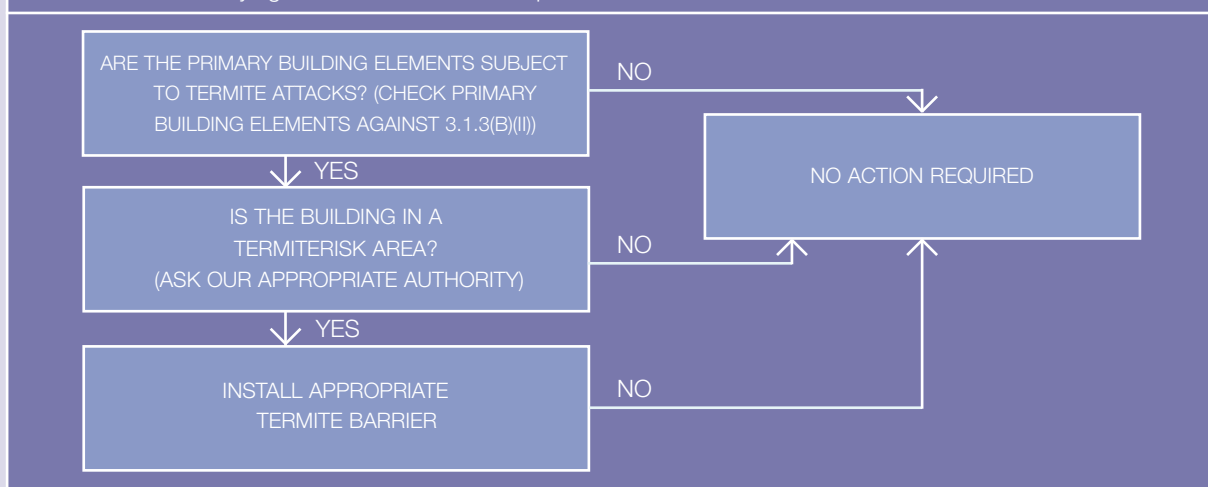 ARE THE PRIMARY BUILDING ELEMENTS SUBJECT
TO TERMITE ATTACKS? (CHECK PRIMARY
BUILDING ELEMENTS AGAINST 3.1.3(B)(II))
NO
NO ACTION REQUIRED
YES
IS THE BUILDING IN A
TERMITERISK AREA?
(ASK OUR APPROPRIATE AUTHORITY)
NO
YES
INSTALL APPROPRIATE
TERMITE BARRIER
NO